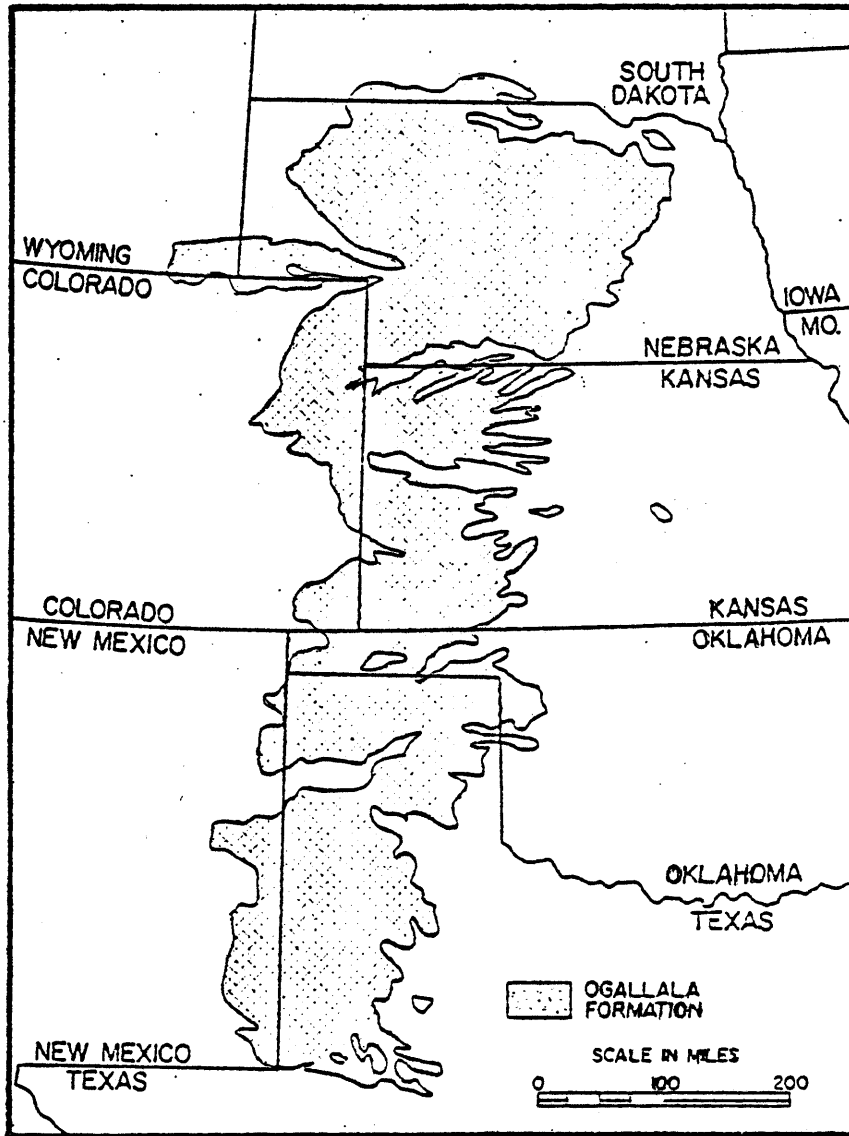 SOUTH
DAKOTA
WYOMING
COLORADO
IOWA
MO.
NEBRASKA
KANSAS
COLORADO
NEW MEXICO
KANSAS
OKLAHOMA
OKLAHOMA
TEXAS
OGALLALA
FORMATION
NEW MEXICO
TEXAS
SCALE IN MILES
0 100 200